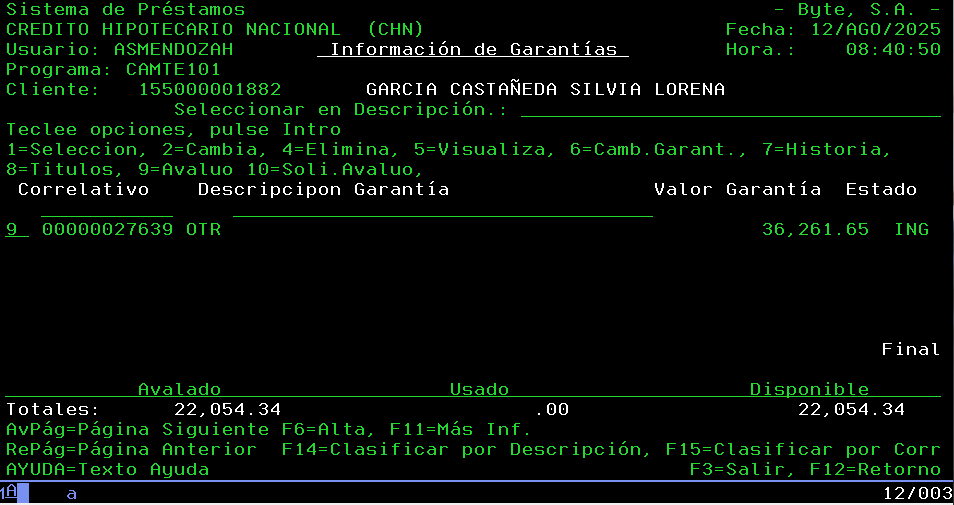 Sistema de Préstamos - Byte, S.A. -
CREDITO HIPOTECARIO NACIONAL (CHN) Fecha: 12/AGO/2025
Usuario: ASMENDOZAH Información de Garantías Hora.: 08:40:50
Programa: CAMTE101
Cliente: 155000001882 GARCIA CASTAÑEDA SILVIA LORENA
Seleccionar en Descripción.:
Teclee opciones, pulse Intro
1=Seleccion, 2=Cambia, 4=Elimina, 5=Visualiza, 6=Camb.Garant., 7=Historia,
8=Titulos, 9=Avaluo 10=Soli.Avaluo,
Correlativo Descripcipon Garantía Valor Garantía Estado
9 00000027639 OTR 36,261.65 ING
Final
Avalado Usado Disponible
Totales: 22,054.34 .00 22,054.34
AvPág=Página Siguiente F6=Alta, F11=Más Inf.
RePág=Página Anterior F14=Clasificar por Descripción, F15=Clasificar por Corr
AYUDA=Texto Ayuda F3=Salir, F12=Retorno
MA a 12/003